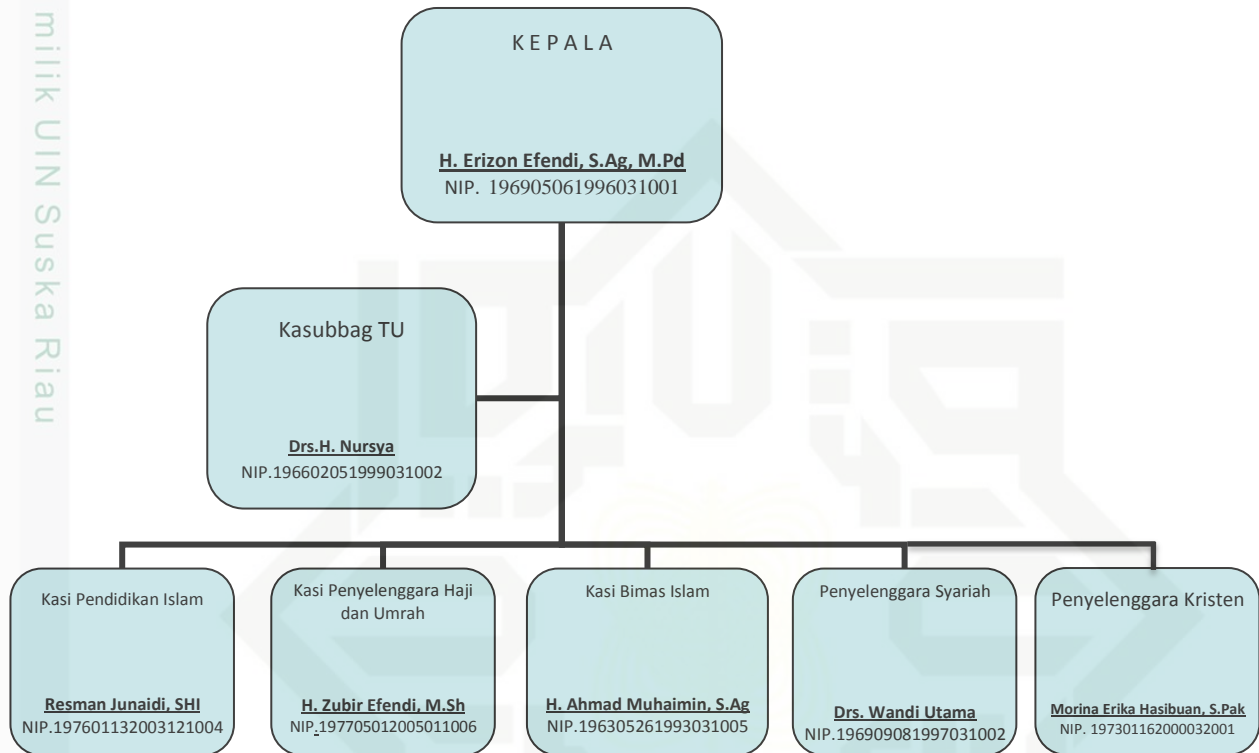 milik UIN Suska Riau
K E P A L A
H. Erizon Efendi, S.Ag, M.Pd
NIP. 196905061996031001
Kasubbag TU
Drs.H. Nursya
NIP.196602051999031002
Kasi Pendidikan Islam
Resman Junaidi, SHI
NIP.197601132003121004
Kasi Penyelenggara Haji
dan Umrah
H. Zubir Efendi, M.Sh
NIP.197705012005011006
Kasi Bimas Islam
H. Ahmad Muhaimin, S.Ag
NIP.196305261993031005
Penyelenggara Syariah
Drs. Wandi Utama
NIP.196909081997031002
Penyelenggara Kristen
Morina Erika Hasibuan, S.Pak
NIP. 197301162000032001